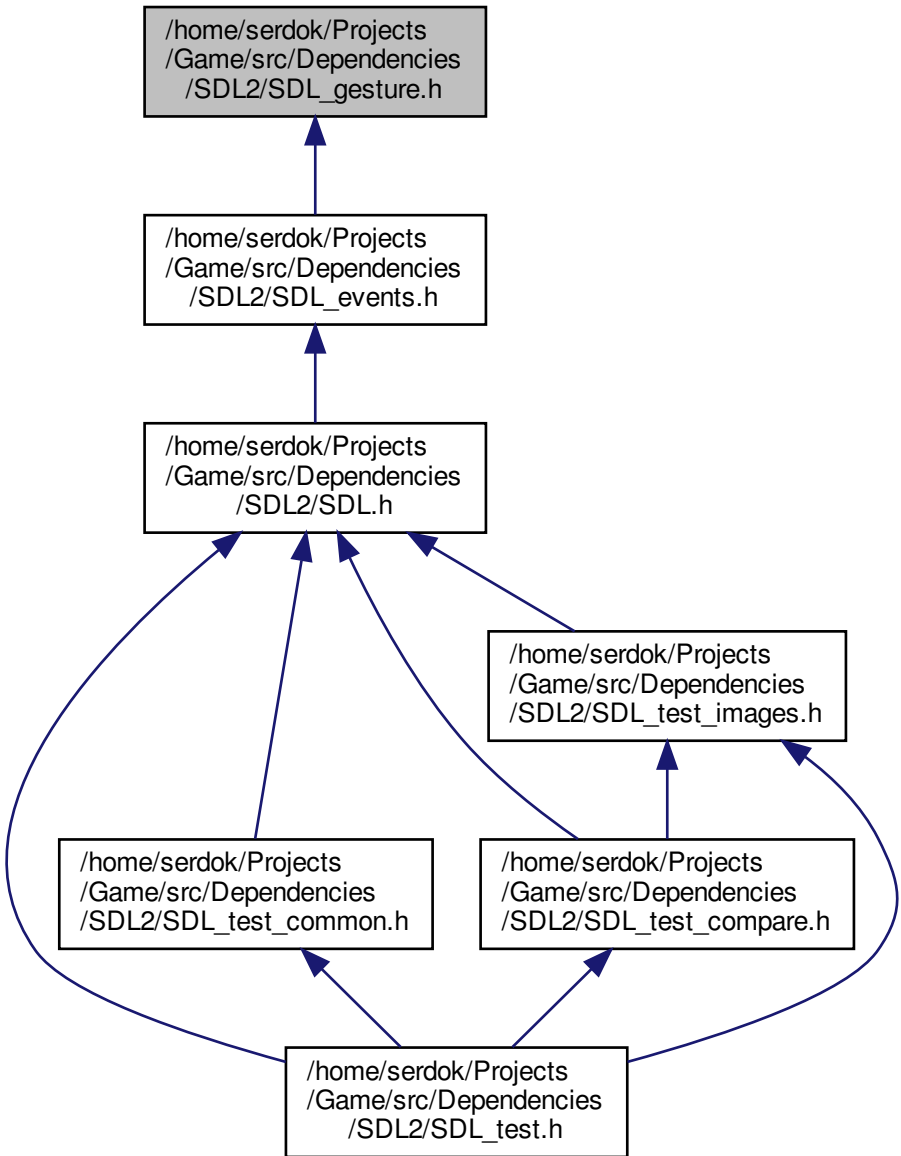 /home/serdok/Projects
/Game/src/Dependencies
/SDL2/SDL_gesture.h
/home/serdok/Projects
/Game/src/Dependencies
/SDL2/SDL_events.h
/home/serdok/Projects
/Game/src/Dependencies
/SDL2/SDL.h
/home/serdok/Projects
/Game/src/Dependencies
/SDL2/SDL_test_images.h
/home/serdok/Projects
/Game/src/Dependencies
/SDL2/SDL_test_common.h
/home/serdok/Projects
/Game/src/Dependencies
/SDL2/SDL_test_compare.h
/home/serdok/Projects
/Game/src/Dependencies
/SDL2/SDL_test.h